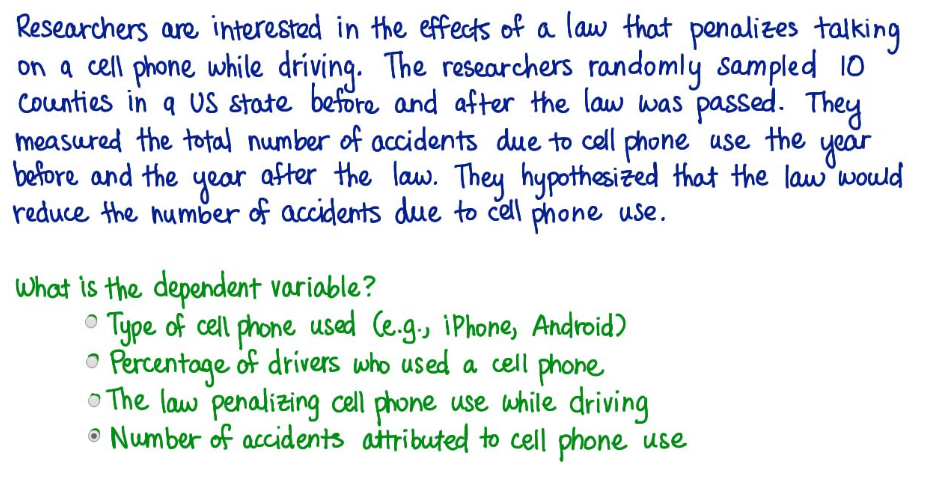 Researchers are interested in the effects of a law that penalizes talking
on a cell phone while driving. The researchers randomly sampled 10
Counties in a US state before and after the law was passed. They
measured the total number of accidents due to cell phone use the year
before and the year after the law. They hypothesized that the law would
reduce the number of accidents due to cell phone use.
What is the dependent variable?
Type of cell phone used (e.g., iPhone, Android)
Percentage of drivers who used a cell phone
The law penalizing cell phone use while driving
Number of accidents attributed to cell phone use